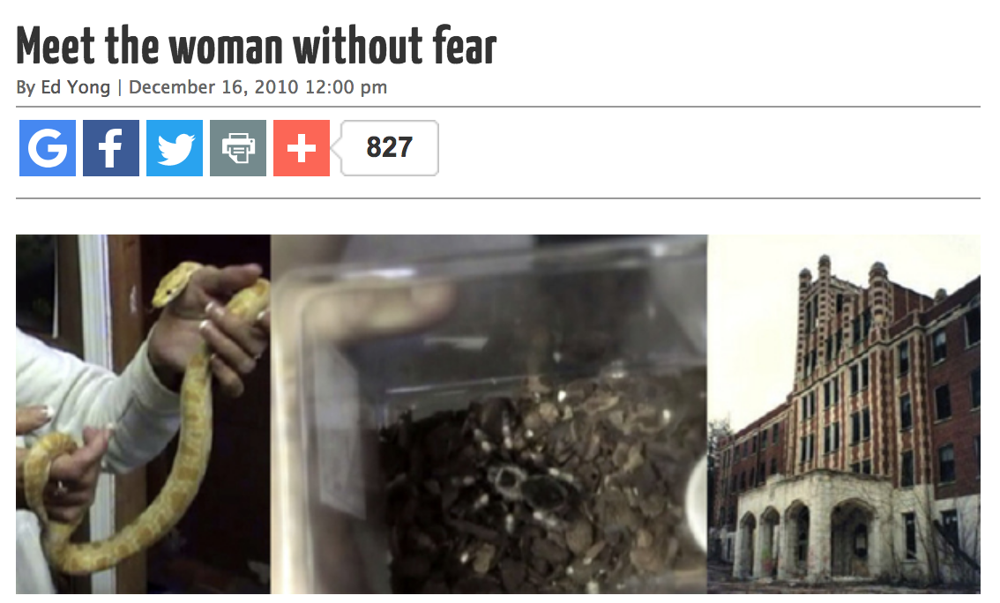 Meet the woman without fear
By Ed Yong | December 16, 2010 12:00 pm
G f + 827